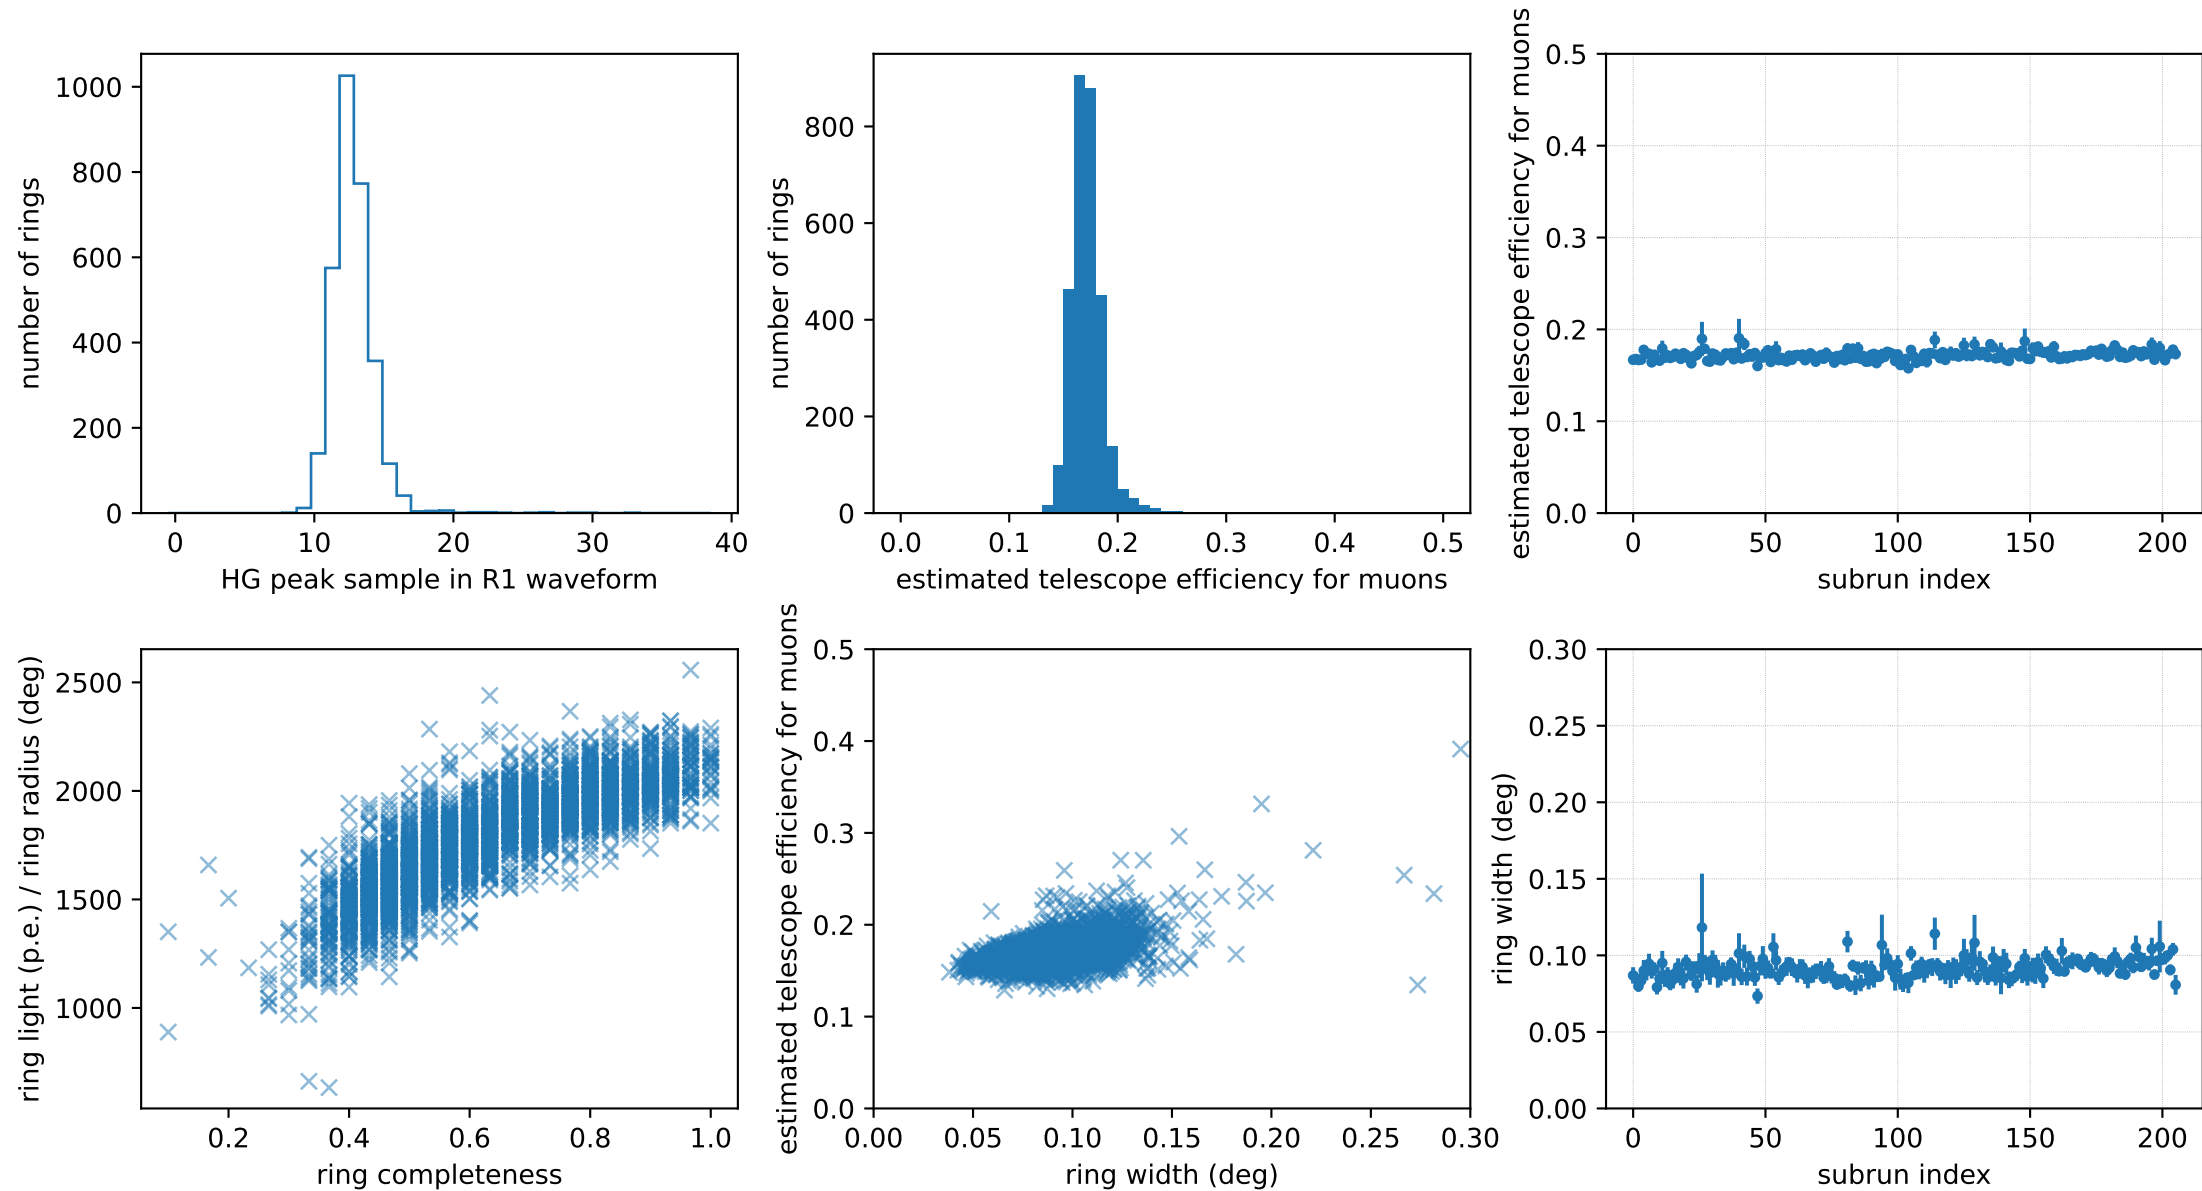 number of rings
1000
800
600
400
200
0
0 10 20 30 40
HG peak sample in R1 waveform
number of rings
800
600
400
200
0
0.0 0.1 0.2 0.3 0.4 0.5
estimated telescope efficiency for muons
estimated telescope efficiency for muons
0.5
0.4
0.3
0.2
0.1
0.0
0 50 100 150 200
subrun index
ring light (p.e.) / ring radius (deg)
2500
2000
1500
1000
0.2 0.4 0.6 0.8 1.0
ring completeness
estimated telescope efficiency for muons
0.5
0.4
0.3
0.2
0.1
0.0
0.00 0.05 0.10 0.15 0.20 0.25 0.30
ring width (deg)
ring width (deg)
0.30
0.25
0.20
0.15
0.10
0.05
0.00
0 50 100 150 200
subrun index